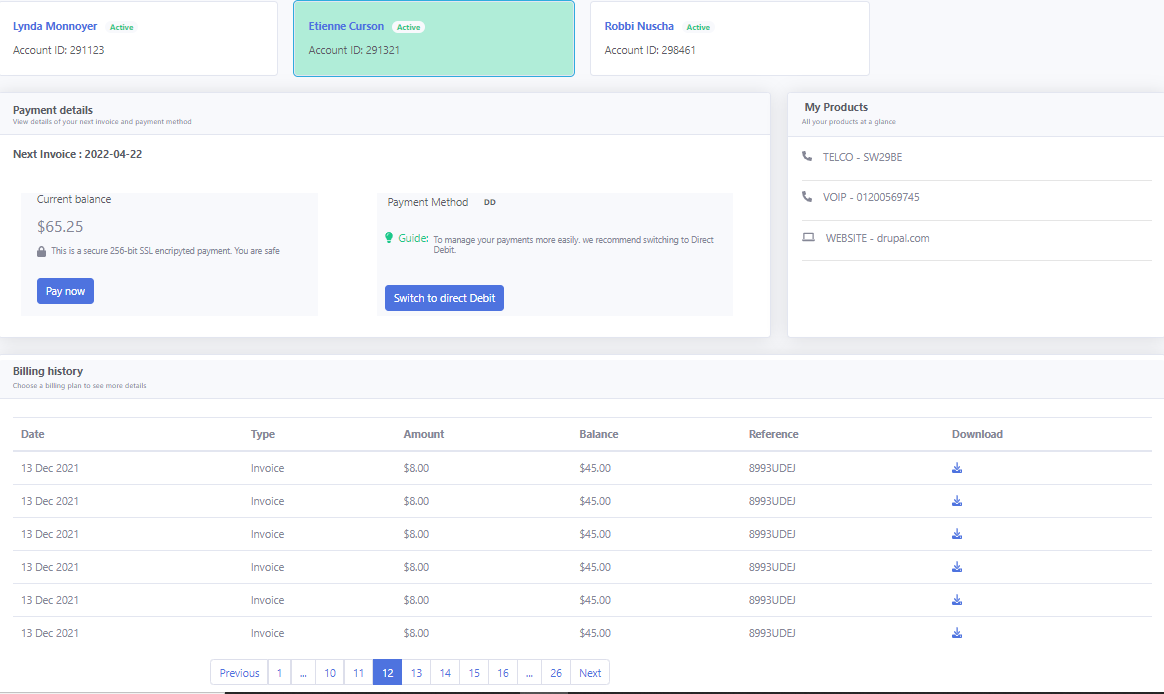 Lynda Monnoyer Active
Account ID: 291123
Etienne Curson Active
Account ID: 291321
Robbi Nuscha Active
Account ID: 298461
Payment details
View details of your next invoice and payment method
Next Invoice : 2022-04-22
Current balance
$65.25
This is a secure 256-bit SSL encripyted payment. You are safe
Pay now
Payment Method DD
Guide: To manage your payments more easily. we recommend switching to Direct
Debit.
Switch to direct Debit
My Products
All your products at a glance
TELCO - SW29BE
VOIP - 01200569745
WEBSITE - drupal.com
Billing history
Choose a billing plan to see more details
Date Type Amount Balance Reference Download
13 Dec 2021 Invoice $8.00 $45.00 8993UDEJ
13 Dec 2021 Invoice $8.00 $45.00 8993UDEJ
13 Dec 2021 Invoice $8.00 $45.00 8993UDEJ
13 Dec 2021 Invoice $8.00 $45.00 8993UDEJ
13 Dec 2021 Invoice $8.00 $45.00 8993UDEJ
13 Dec 2021 Invoice $8.00 $45.00 8993UDEJ
Previous 1 ... 10 11 12 13 14 15 16 ... 26 Next